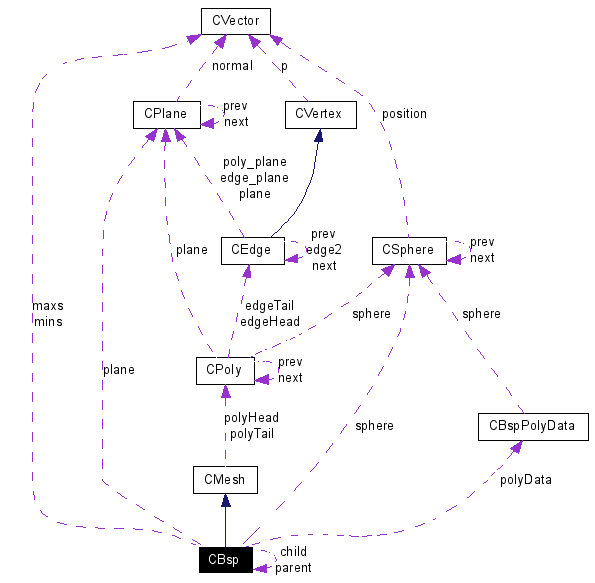 CVector
normal
p
CPlane
prev
next
CVertex
position
poly_plane
edge_plane
plane
CEdge
prev
edge2
next
plane
CSphere
prev
next
maxs
mins
edgeTail
edgeHead
sphere
sphere
CPoly
prev
next
plane
polyHead
polyTail
sphere
CBspPolyData
CMesh
polyData
CBsp
child
parent